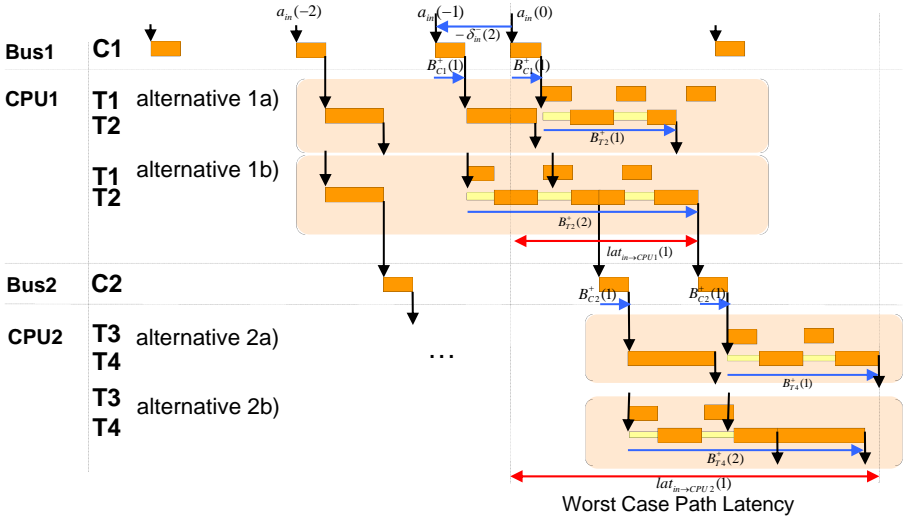 a_in(−2) a_in(−1) a_in(0)
−δ⁻_in(2)
Bus1 C1
B⁺_C1(1) B⁺_C1(1)
CPU1 T1 alternative 1a)
T2
B⁺_T2(1)
T1 alternative 1b)
T2
B⁺_T2(2)
lat_in→CPU1(1)
Bus2 C2
B⁺_C2(1) B⁺_C2(1)
CPU2 T3 alternative 2a)
T4 ...
B⁺_T4(1)
T3 alternative 2b)
T4
B⁺_T4(2)
lat_in→CPU2(1)
Worst Case Path Latency